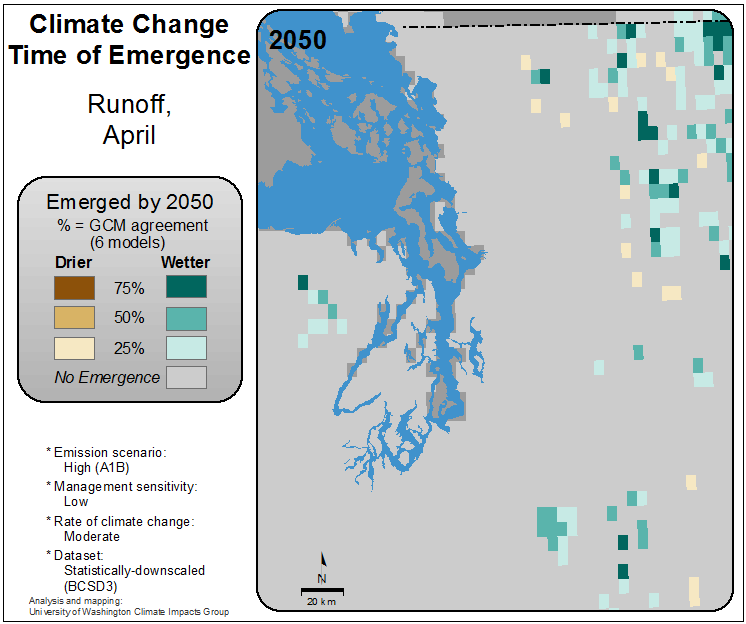 Climate Change
Time of Emergence
Runoff,
April
Emerged by 2050
% = GCM agreement
(6 models)
Drier Wetter
75%
50%
25%
No Emergence
* Emission scenario:
High (A1B)
* Management sensitivity:
Low
* Rate of climate change:
Moderate
* Dataset:
Statistically-downscaled
(BCSD3)
Analysis and mapping:
University of Washington Climate Impacts Group
2050
N
20 km